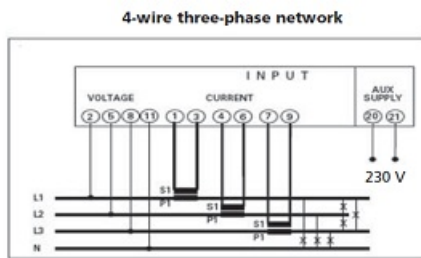 4-wire three-phase network
INPUT
VOLTAGE CURRENT AUX SUPPLY
2 5 8 11 1 3 4 6 7 9 20 21
230 V
S1
L1 P1
S1
L2 P1
S1
L3 P1
N